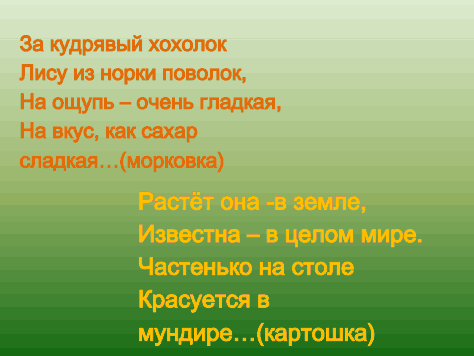 За кудрявый хохолок
Лису из норки поволок,
На ощупь – очень гладкая,
На вкус, как сахар
сладкая…(морковка)
Растёт она -в земле,
Известна – в целом мире.
Частенько на столе
Красуется в
мундире…(картошка)